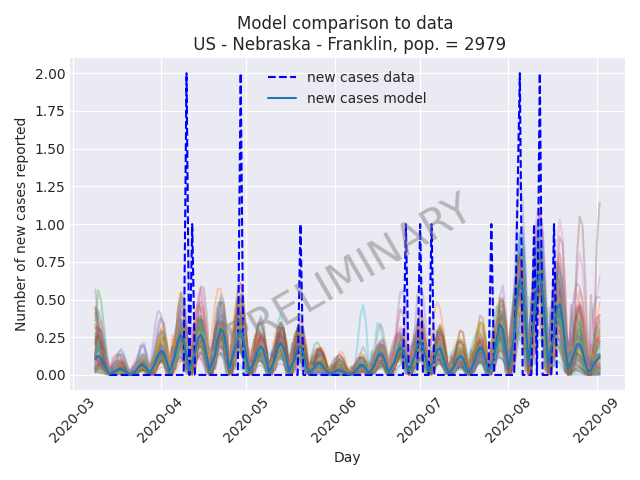 Model comparison to data
US - Nebraska - Franklin, pop. = 2979
Number of new cases reported
2.00
1.75
1.50
1.25
1.00
0.75
0.50
0.25
0.00
new cases data
new cases model
PRELIMINARY
2020-03
2020-04
2020-05
2020-06
2020-07
2020-08
2020-09
Day